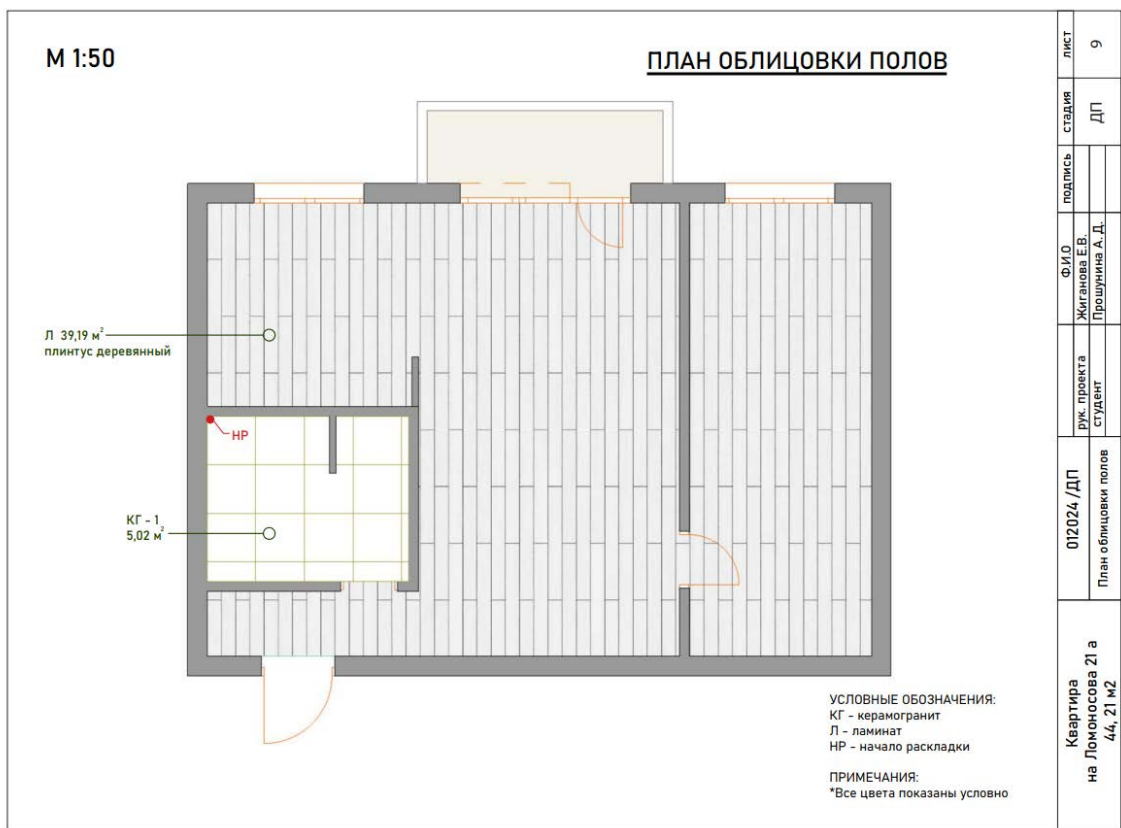 М 1:50
ПЛАН ОБЛИЦОВКИ ПОЛОВ
Л 39,19 м²
плинтус деревянный
НР
КГ - 1
5,02 м²
УСЛОВНЫЕ ОБОЗНАЧЕНИЯ:
КГ - керамогранит
Л - ламинат
НР - начало раскладки
ПРИМЕЧАНИЯ:
*Все цвета показаны условно
лист
9
стадия
ДП
подпись
Ф.И.О
Жиганова Е.В.
Прошунина А. Д.
рук. проекта
студент
012024 /ДП
План облицовки полов
Квартира
на Ломоносова 21 а
44, 21 м2